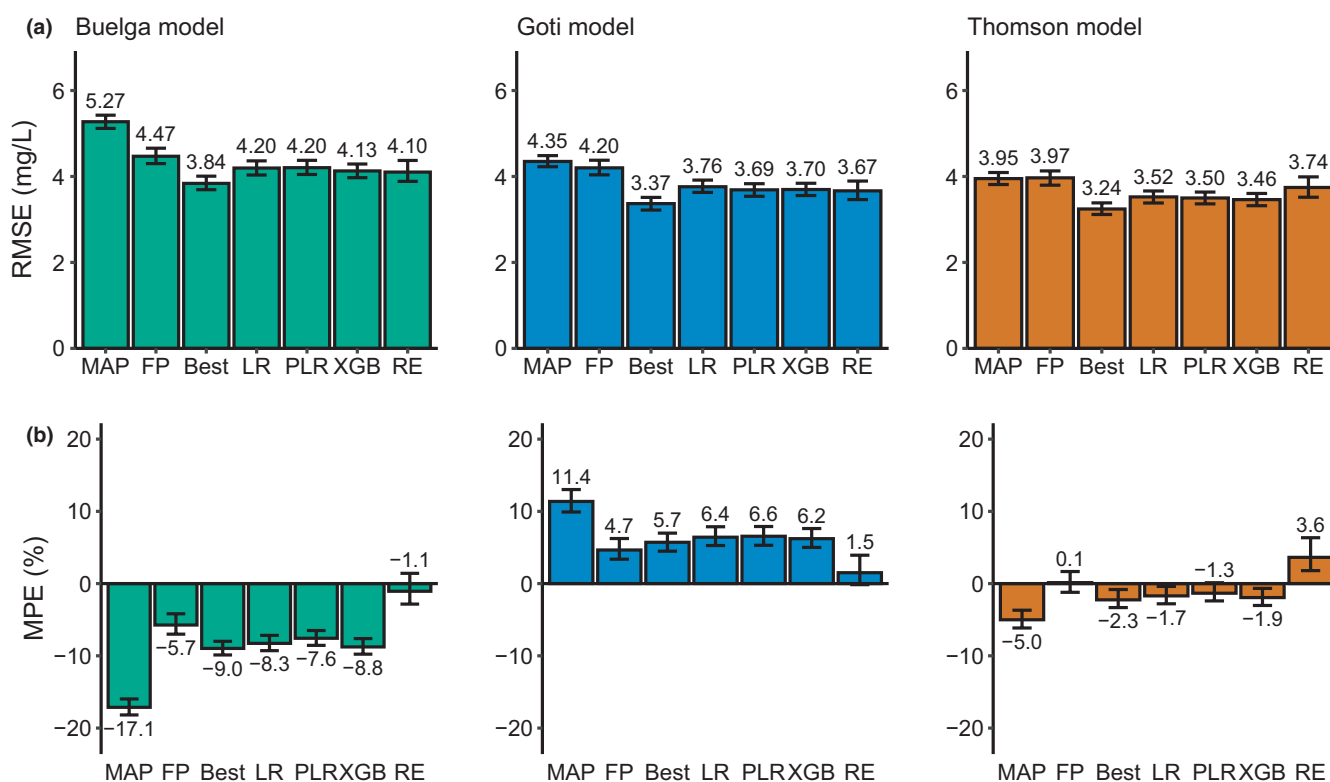 (a) Buelga model Goti model Thomson model
RMSE (mg/L)
6
4
2
0
5.27 4.47 3.84 4.20 4.20 4.13 4.10
MAP FP Best LR PLR XGB RE
6
4
2
0
4.35 4.20 3.37 3.76 3.69 3.70 3.67
MAP FP Best LR PLR XGB RE
6
4
2
0
3.95 3.97 3.24 3.52 3.50 3.46 3.74
MAP FP Best LR PLR XGB RE
(b)
MPE (%)
20
10
0
−10
−20
−17.1 −5.7 −9.0 −8.3 −7.6 −8.8 −1.1
MAP FP Best LR PLR XGB RE
20
10
0
−10
−20
11.4 4.7 5.7 6.4 6.6 6.2 1.5
MAP FP Best LR PLR XGB RE
20
10
0
−10
−20
−5.0 0.1 −2.3 −1.7 −1.3 −1.9 3.6
MAP FP Best LR PLR XGB RE